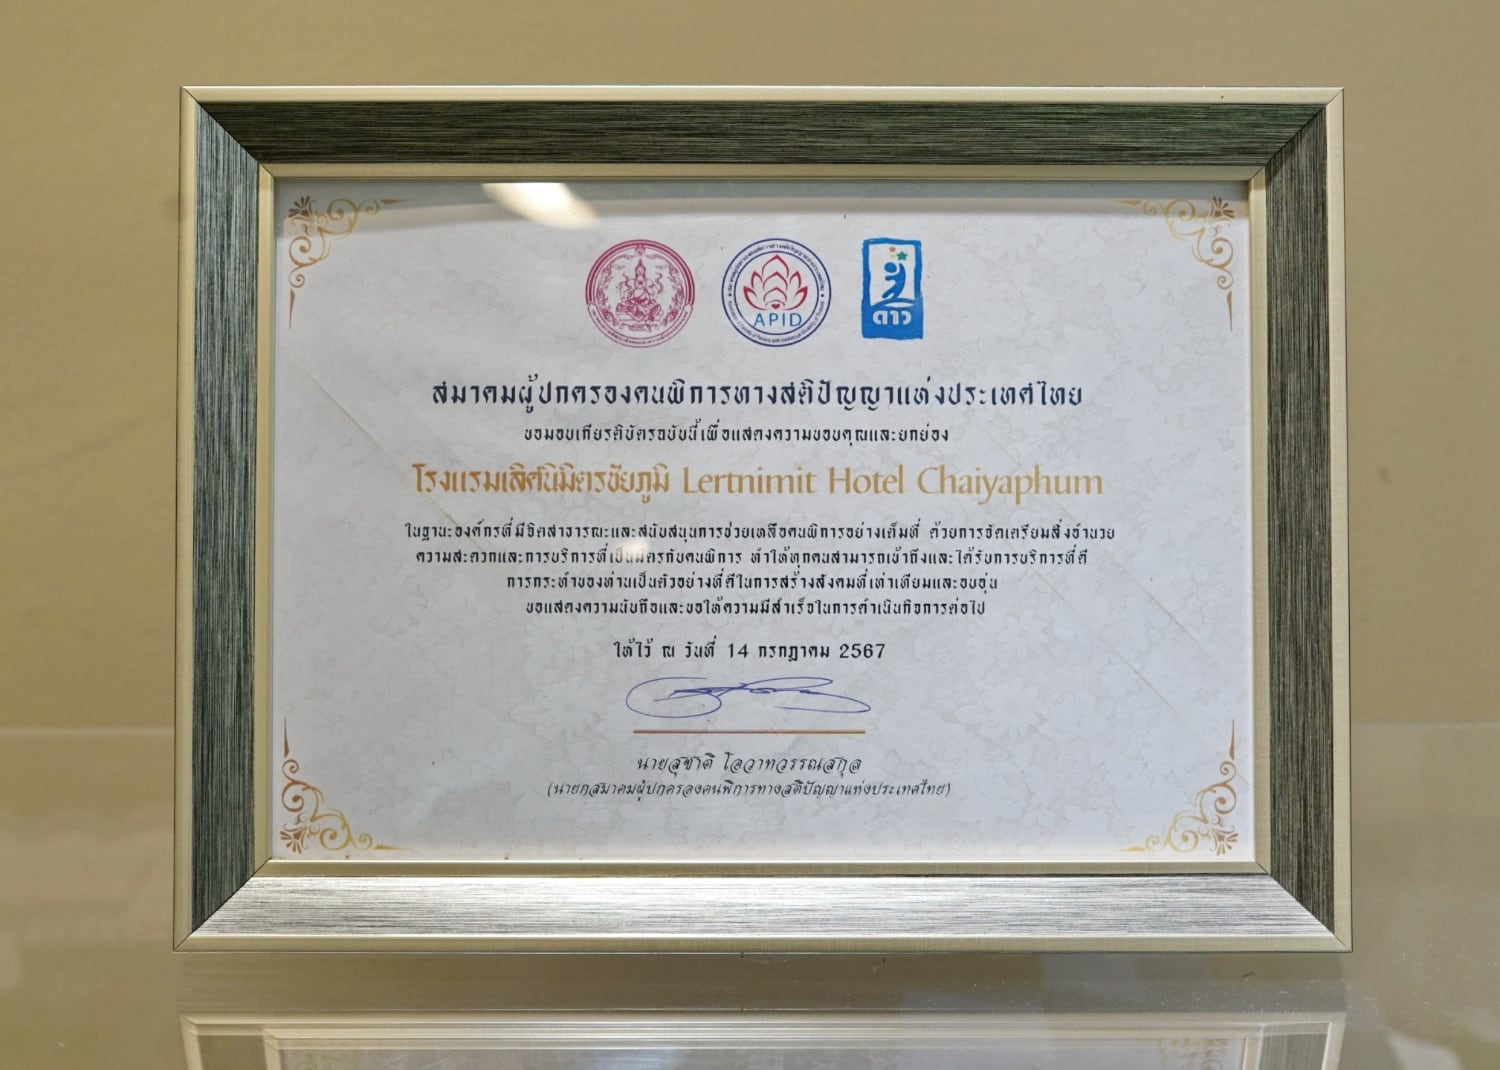 APID
ดาว
สมาคมผู้ปกครองคนพิการทางสติปัญญาแห่งประเทศไทย
ขอมอบเกียรติบัตรฉบับนี้เพื่อแสดงความขอบคุณและยกย่อง
โรงแรมเลิศนิมิตรชัยภูมิ Lertnimit Hotel Chaiyaphum
ในฐานะองค์กรที่มีจิตสาธารณะและสนับสนุนการช่วยเหลือคนพิการอย่างเต็มที่ ด้วยการจัดเตรียมสิ่งอำนวย
ความสะดวกและการบริการที่เป็นมิตรกับคนพิการ ทำให้ทุกคนสามารถเข้าถึงและได้รับการบริการที่ดี
การกระทำของท่านเป็นตัวอย่างที่ดีในการสร้างสังคมที่เท่าเทียมและอบอุ่น
ขอแสดงความนับถือและขอให้ความมีสำเร็จในการดำเนินกิจการต่อไป
ให้ไว้ ณ วันที่ 14 กรกฎาคม 2567
นายสุชาติ โอวาทวรรณสกุล
(นายกสมาคมผู้ปกครองคนพิการทางสติปัญญาแห่งประเทศไทย)